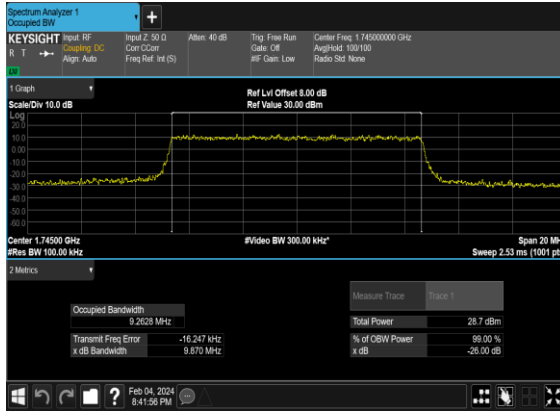 Spectrum Analyzer 1
Occupied BW
+
KEYSIGHT Input: RF Input Z: 50 Ω Atten: 40 dB Trig: Free Run Center Freq: 1.745000000 GHz
R T Coupling: DC Corr CCorr Gate: Off Avg|Hold: 100/100
Align: Auto Freq Ref: Int (S) #IF Gain: Low Radio Std: None
LU
1 Graph Ref Lvl Offset 8.00 dB
Scale/Div 10.0 dB Ref Value 30.00 dBm
Log
20.0
10.0
0.00
-10.0
-20.0
-30.0
-40.0
-50.0
-60.0
Center 1.74500 GHz #Video BW 300.00 kHz* Span 20 MH
#Res BW 100.00 kHz Sweep 2.53 ms (1001 pt
2 Metrics
Measure Trace Trace 1
Occupied Bandwidth
9.2628 MHz Total Power 28.7 dBm
Transmit Freq Error -16.247 kHz % of OBW Power 99.00 %
x dB Bandwidth 9.870 MHz x dB -26.00 dB
? Feb 04, 2024
8:41:56 PM